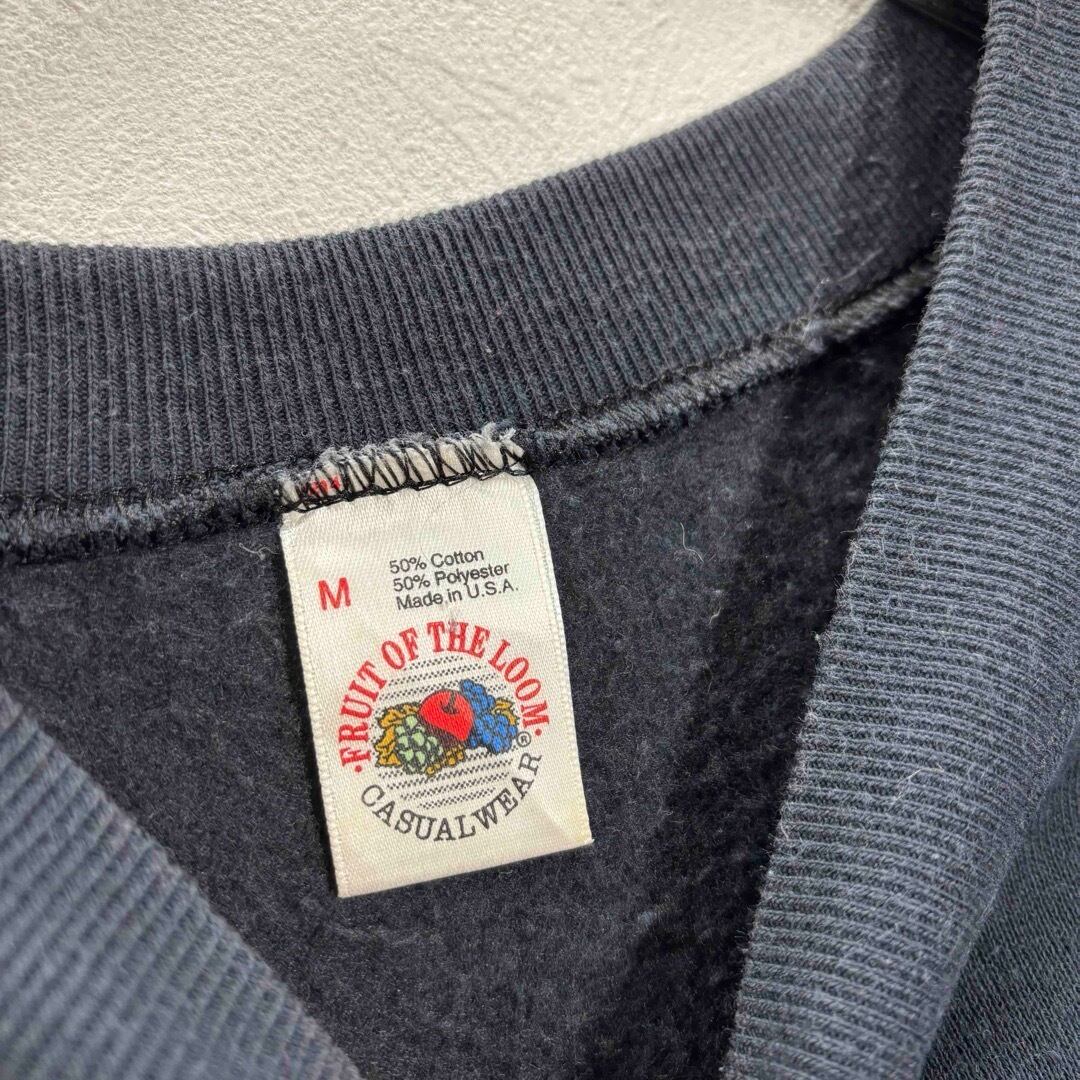 M
50% Cotton
50% Polyester
Made in U.S.A.
·FRUIT OF THE LOOM·
®
CASUALWEAR